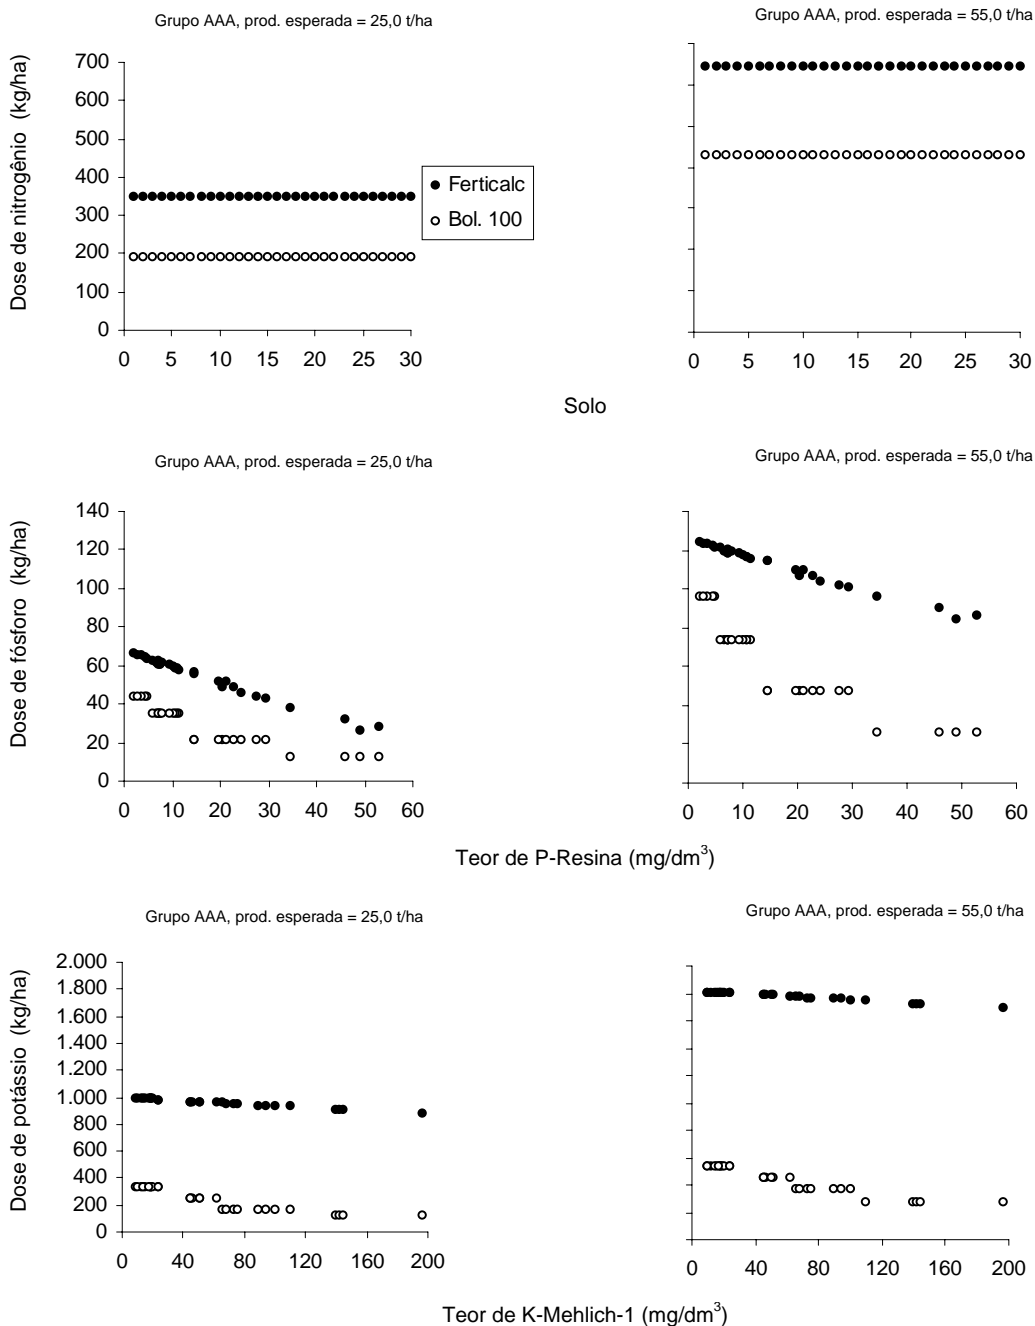 Grupo AAA, prod. esperada = 25,0 t/ha
Grupo AAA, prod. esperada = 55,0 t/ha
Dose de nitrogênio (kg/ha)
700
600
500
400
300
200
100
0
0 5 10 15 20 25 30
Ferticalc
Bol. 100
0 5 10 15 20 25 30
Solo
Grupo AAA, prod. esperada = 25,0 t/ha
Grupo AAA, prod. esperada = 55,0 t/ha
Dose de fósforo (kg/ha)
140
120
100
80
60
40
20
0
0 10 20 30 40 50 60
0 10 20 30 40 50 60
Teor de P-Resina (mg/dm³)
Grupo AAA, prod. esperada = 25,0 t/ha
Grupo AAA, prod. esperada = 55,0 t/ha
Dose de potássio (kg/ha)
2.000
1.800
1.600
1.400
1.200
1.000
800
600
400
200
0
0 40 80 120 160 200
0 40 80 120 160 200
Teor de K-Mehlich-1 (mg/dm³)